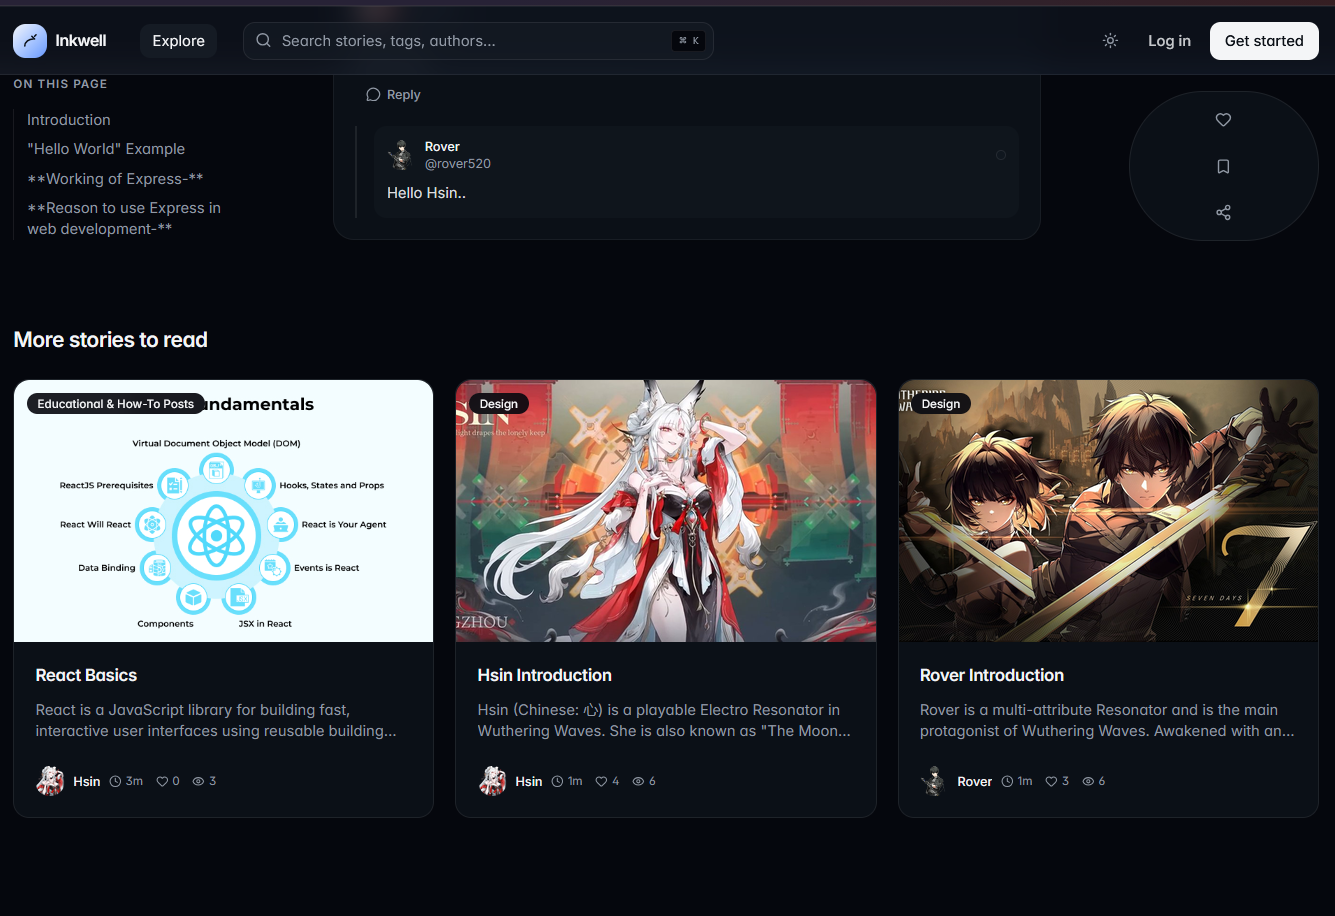 Inkwell
Explore
Search stories, tags, authors...
⌘ K
Log in
Get started
ON THIS PAGE
Introduction
"Hello World" Example
**Working of Express-**
**Reason to use Express in
web development-**
Reply
Rover
@rover520
Hello Hsin..
More stories to read
Educational & How-To Posts
undamentals
Virtual Document Object Model (DOM)
ReactJS Prerequisites
Hooks, States and Props
React Will React
React is Your Agent
Data Binding
Events is React
Components
JSX in React
React Basics
React is a JavaScript library for building fast,
interactive user interfaces using reusable building...
Hsin
3m
0
3
Design
SIN
light drapes the lonely keep
GZHOU
Hsin Introduction
Hsin (Chinese: 心) is a playable Electro Resonator in
Wuthering Waves. She is also known as "The Moon...
Hsin
1m
4
6
Design
7
SEVEN DAYS
Rover Introduction
Rover is a multi-attribute Resonator and is the main
protagonist of Wuthering Waves. Awakened with an...
Rover
1m
3
6